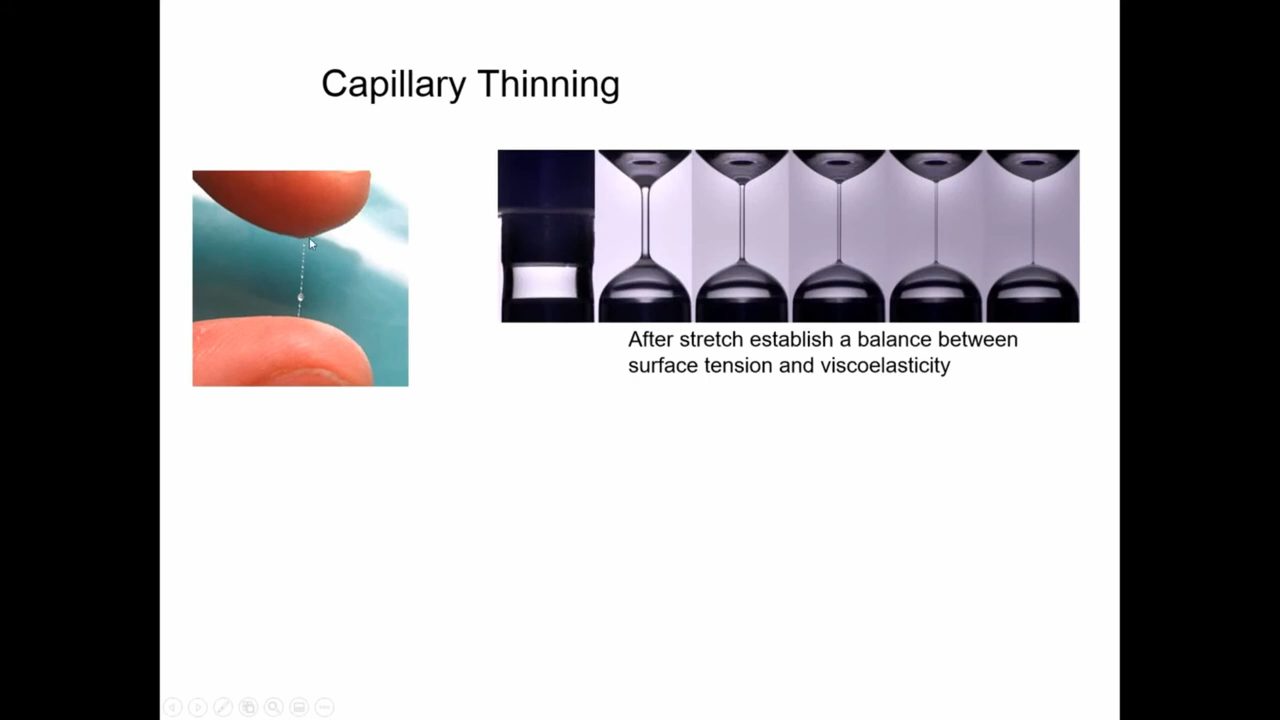 Capillary Thinning
After stretch establish a balance between
surface tension and viscoelasticity